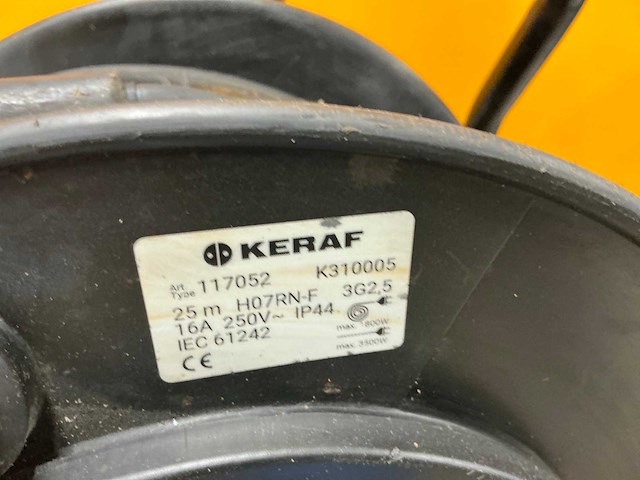 KERAF
Art. Type 117052 K310005
25 m H07RN-F 3G2,5
16A 250V~ IP44
IEC 61242
max. 800W
max. 3500W
CE